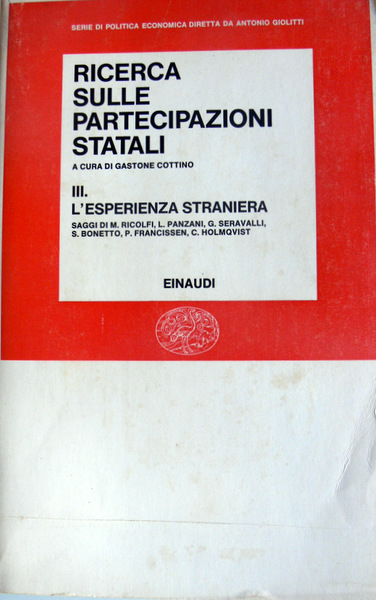 SERIE DI POLITICA ECONOMICA DIRETTA DA ANTONIO GIOLITTI
RICERCA
SULLE
PARTECIPAZIONI
STATALI
A CURA DI GASTONE COTTINO
III.
L'ESPERIENZA STRANIERA
SAGGI DI M. RICOLFI, L. PANZANI, G. SERAVALLI,
S. BONETTO, P. FRANCISSEN, C. HOLMQVIST
EINAUDI